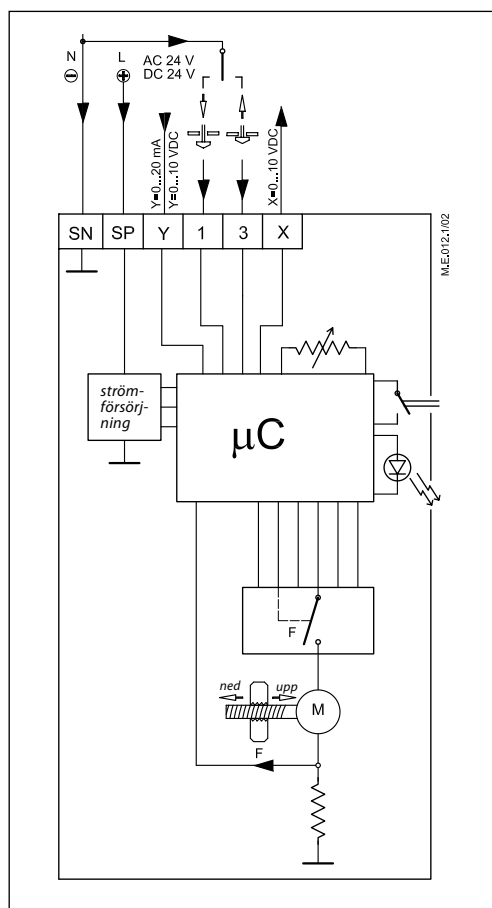 N
L
AC 24 V
DC 24 V
Y=0...20 mA
Y=0...10 VDC
X=0...10 VDC
M.E.012.1/02
SN SP Y 1 3 X
ström-
försörj-
ning
µC
F
ned
upp
M
F